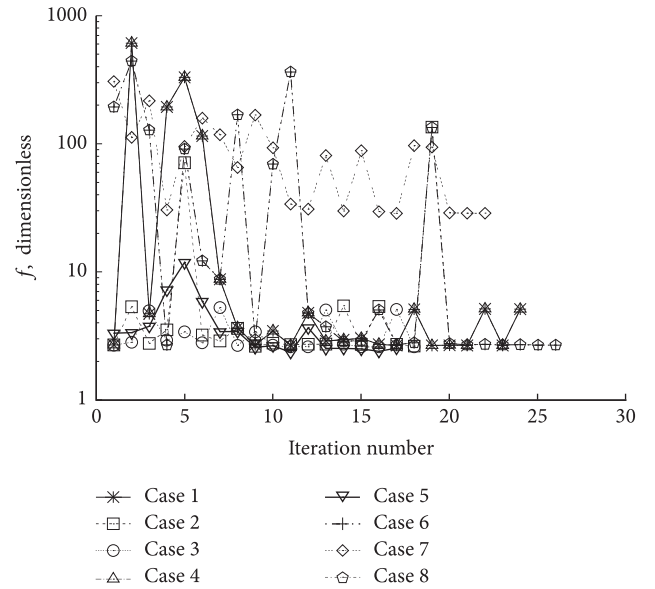 1000
100
10
1
f, dimensionless
0 5 10 15 20 25 30
Iteration number
Case 1 Case 5
Case 2 Case 6
Case 3 Case 7
Case 4 Case 8